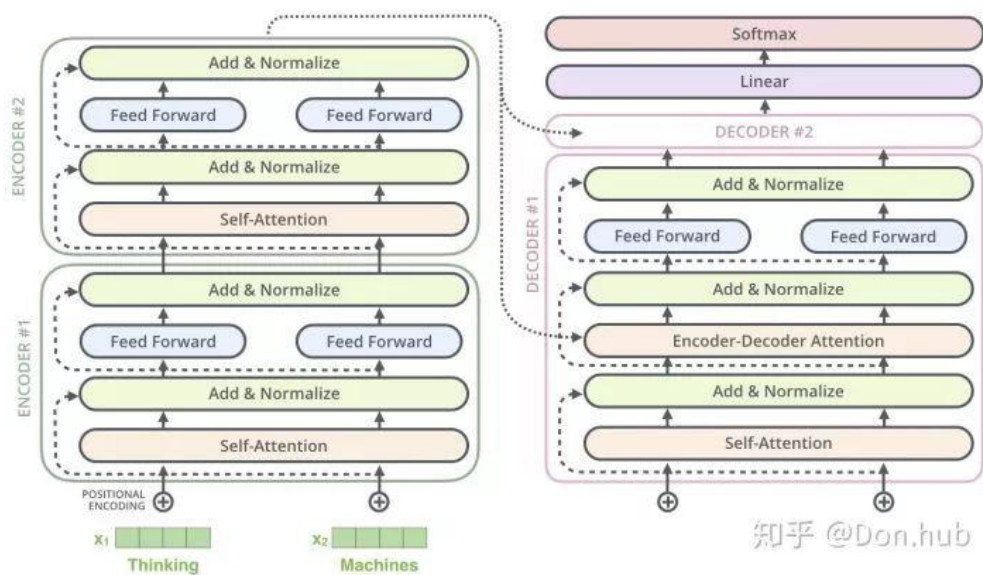 ENCODER #2
Add & Normalize
Feed Forward
Feed Forward
Add & Normalize
Self-Attention
ENCODER #1
Add & Normalize
Feed Forward
Feed Forward
Add & Normalize
Self-Attention
POSITIONAL
ENCODING
x1
x2
Thinking
Machines
Softmax
Linear
DECODER #2
DECODER #1
Add & Normalize
Feed Forward
Feed Forward
Add & Normalize
Encoder-Decoder Attention
Add & Normalize
Self-Attention
知乎 @Don.hub